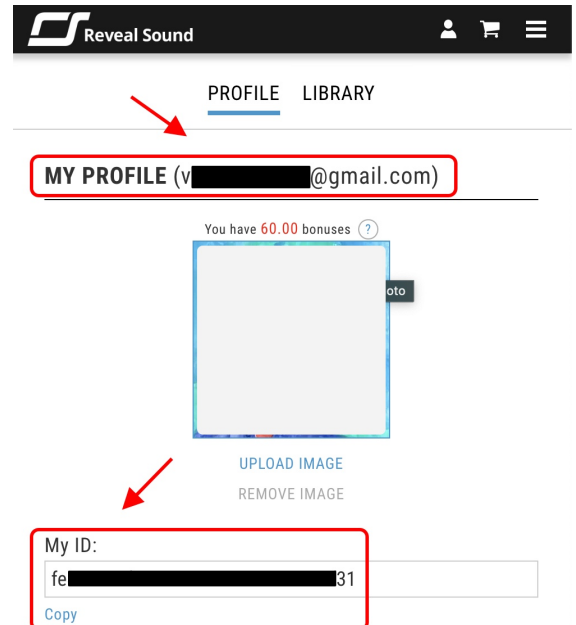 Reveal Sound
PROFILE LIBRARY
MY PROFILE (v @gmail.com)
You have 60.00 bonuses ?
oto
UPLOAD IMAGE
REMOVE IMAGE
My ID:
fe 31
Copy